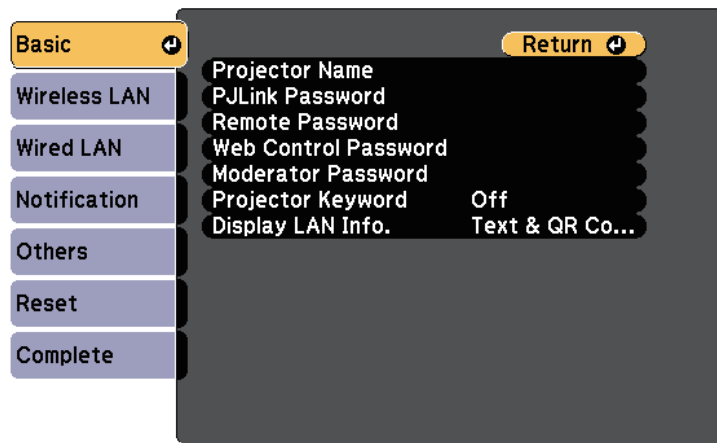 Basic
Wireless LAN
Wired LAN
Notification
Others
Reset
Complete
Return
Projector Name
PJLink Password
Remote Password
Web Control Password
Moderator Password
Projector Keyword Off
Display LAN Info. Text & QR Co...